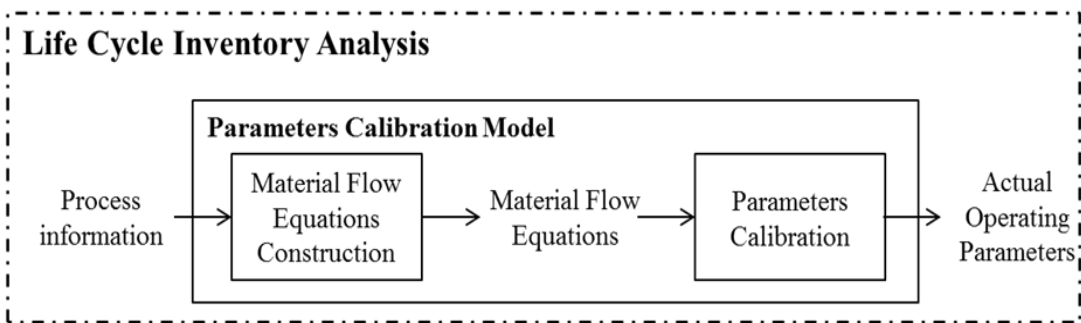 Life Cycle Inventory Analysis
Parameters Calibration Model
Process
information
Material Flow
Equations
Construction
Material Flow
Equations
Parameters
Calibration
Actual
Operating
Parameters